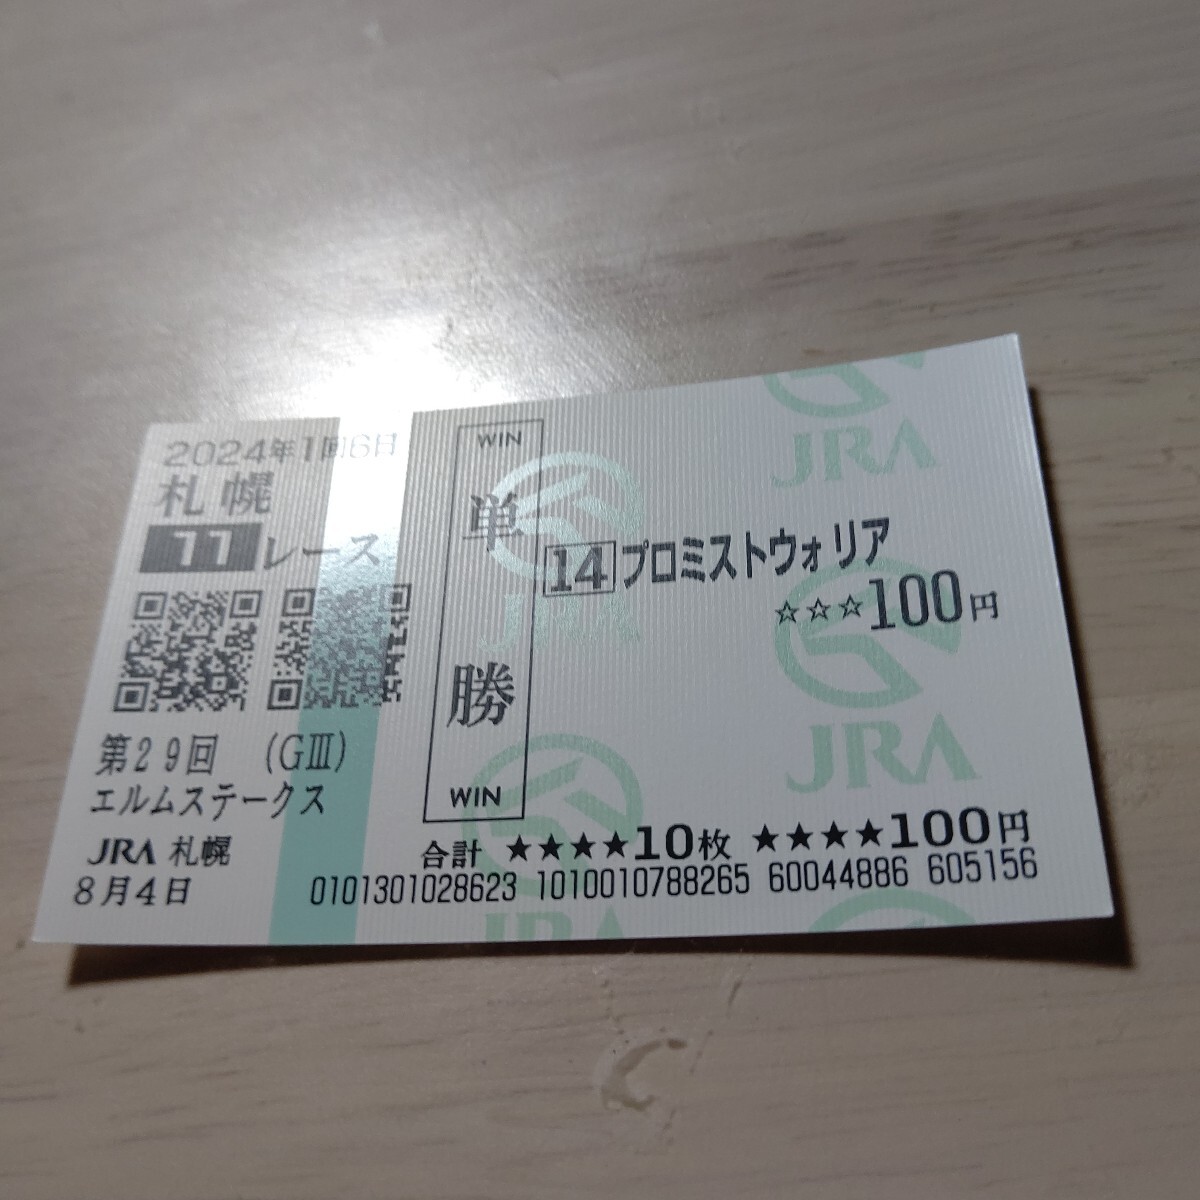 2024年1回6日
札幌
11レース
第29回 (GⅢ)
エルムステークス
JRA 札幌
8月4日
WIN
単勝
WIN
14 プロミストウォリア
☆☆☆100円
合計 ★★★★10枚 ★★★★100円
0101301028623 1010010788265 60044886 605156
JRA
JRA
JRA
JRA